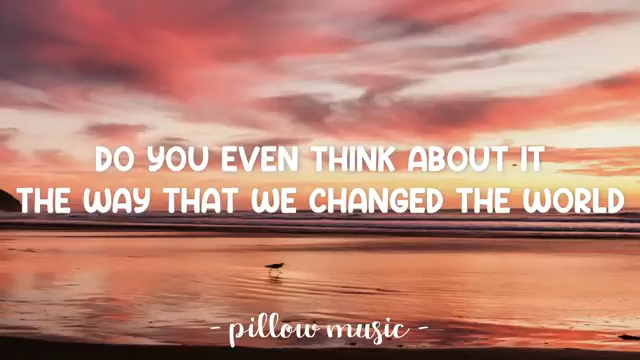 DO YOU EVEN THINK ABOUT IT
THE WAY THAT WE CHANGED THE WORLD
- pillow music -